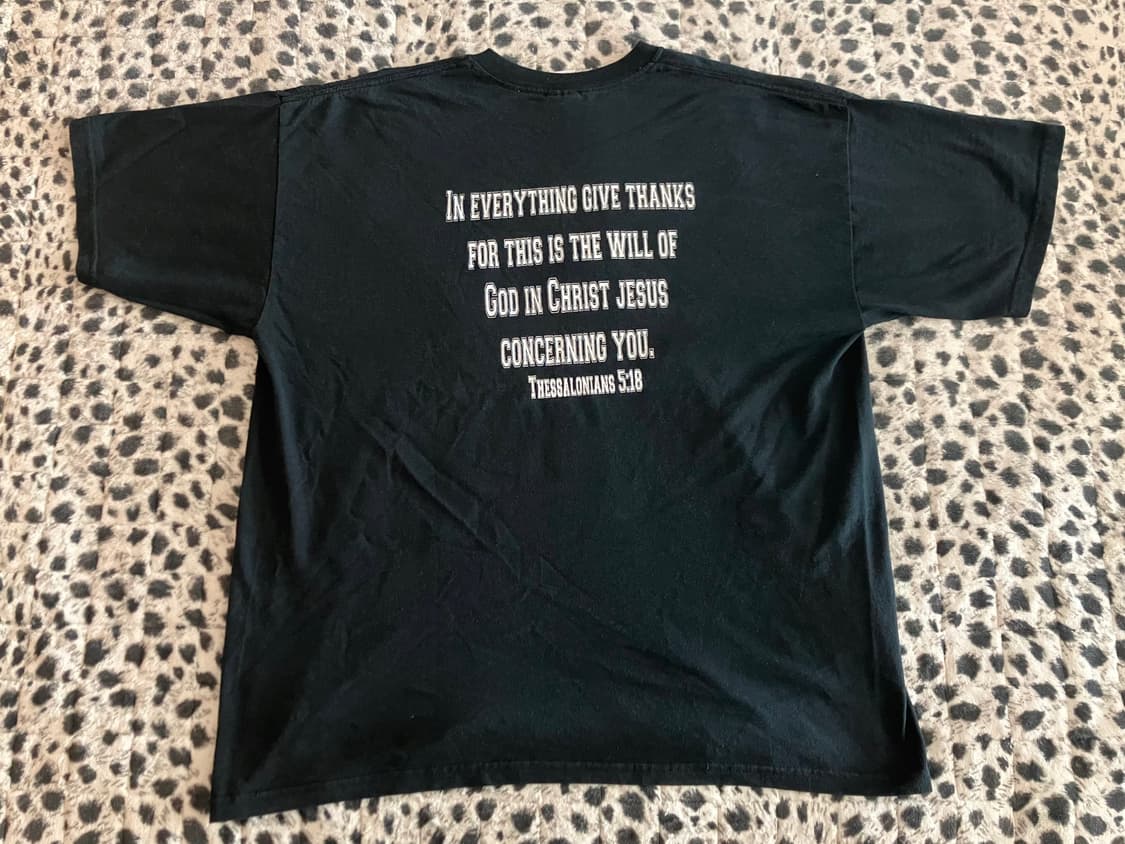 In everything give thanks
for this is the Will of
God in Christ jesus
concerning You.
Thessalonians 5:18